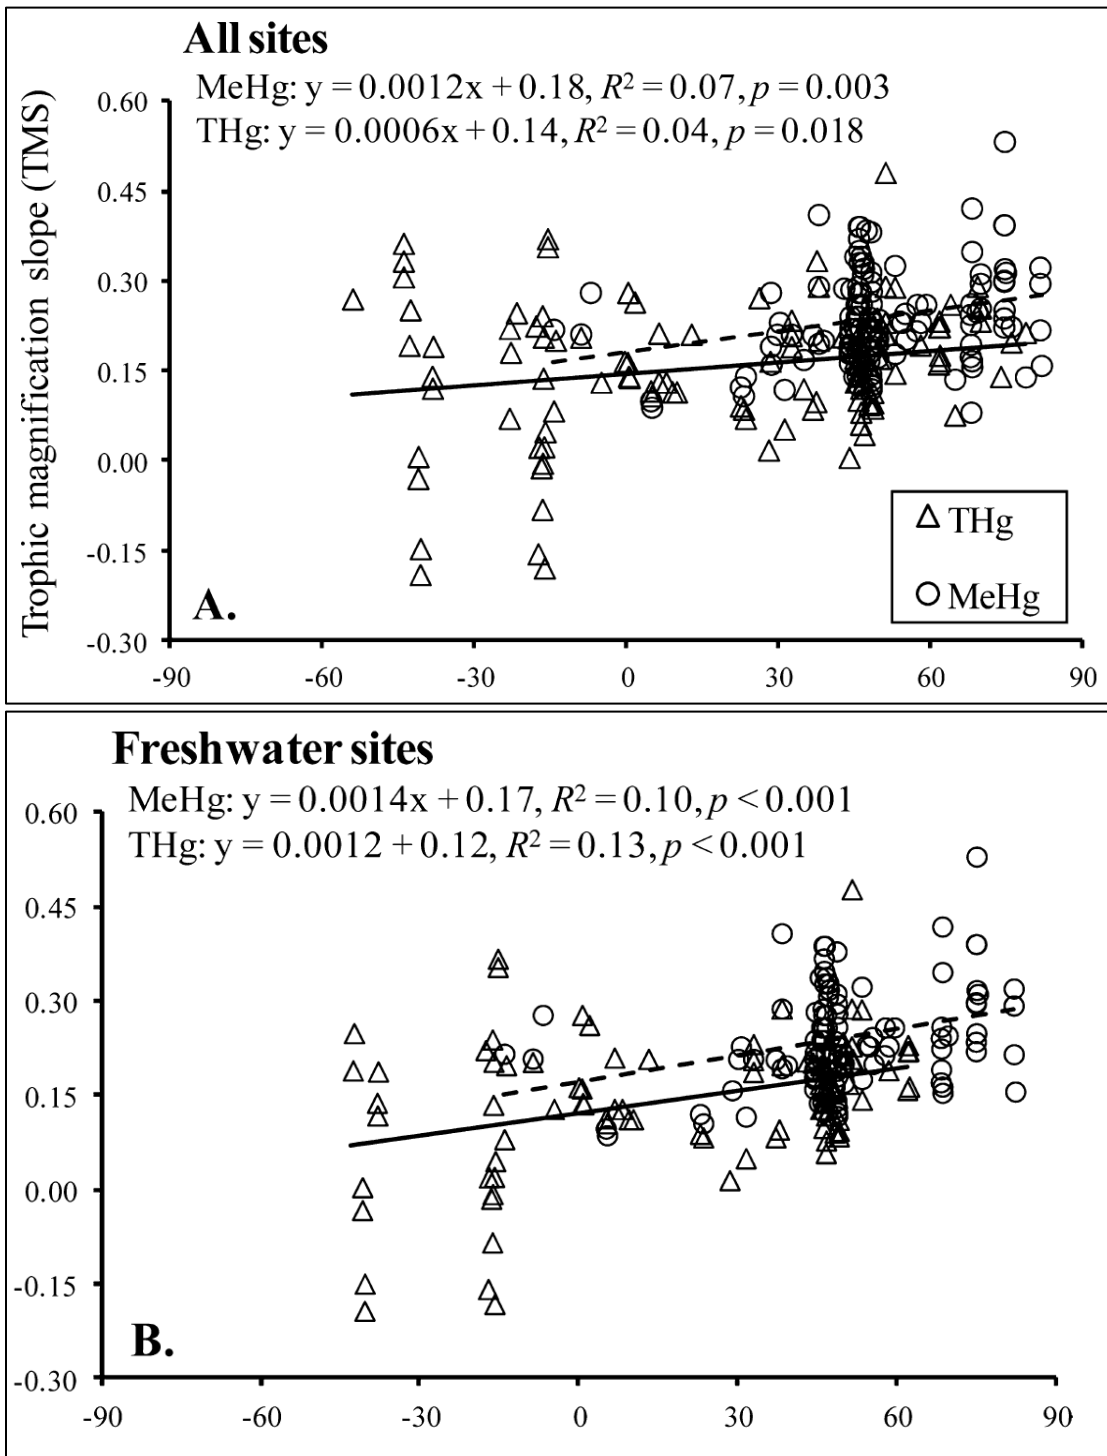 All sites
MeHg: y = 0.0012x + 0.18, R² = 0.07, p = 0.003
THg: y = 0.0006x + 0.14, R² = 0.04, p = 0.018
Trophic magnification slope (TMS)
0.60
0.45
0.30
0.15
0.00
-0.15
-0.30
THg
MeHg
A.
-90 -60 -30 0 30 60 90
Freshwater sites
MeHg: y = 0.0014x + 0.17, R² = 0.10, p < 0.001
THg: y = 0.0012 + 0.12, R² = 0.13, p < 0.001
0.60
0.45
0.30
0.15
0.00
-0.15
-0.30
B.
-90 -60 -30 0 30 60 90